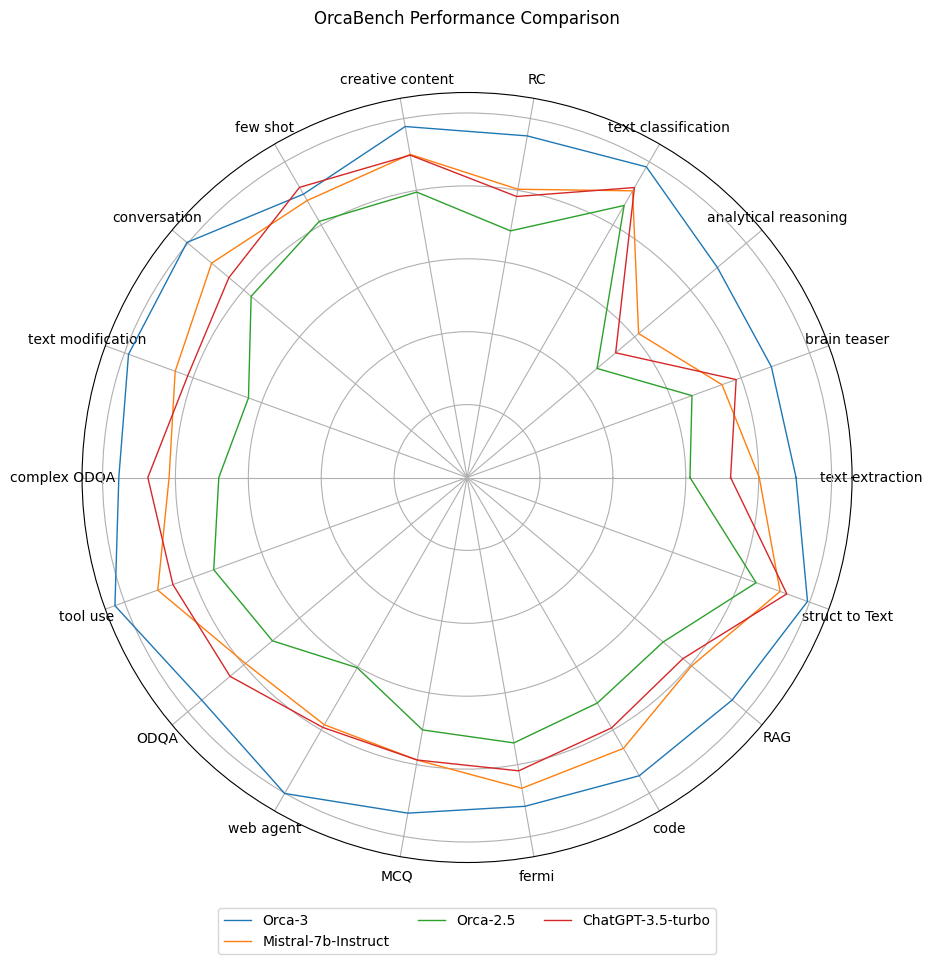 OrcaBench Performance Comparison
creative content
RC
few shot
text classification
conversation
analytical reasoning
text modification
brain teaser
complex ODQA
text extraction
tool use
struct to Text
ODQA
RAG
web agent
code
MCQ
fermi
Orca-3
Orca-2.5
ChatGPT-3.5-turbo
Mistral-7b-Instruct